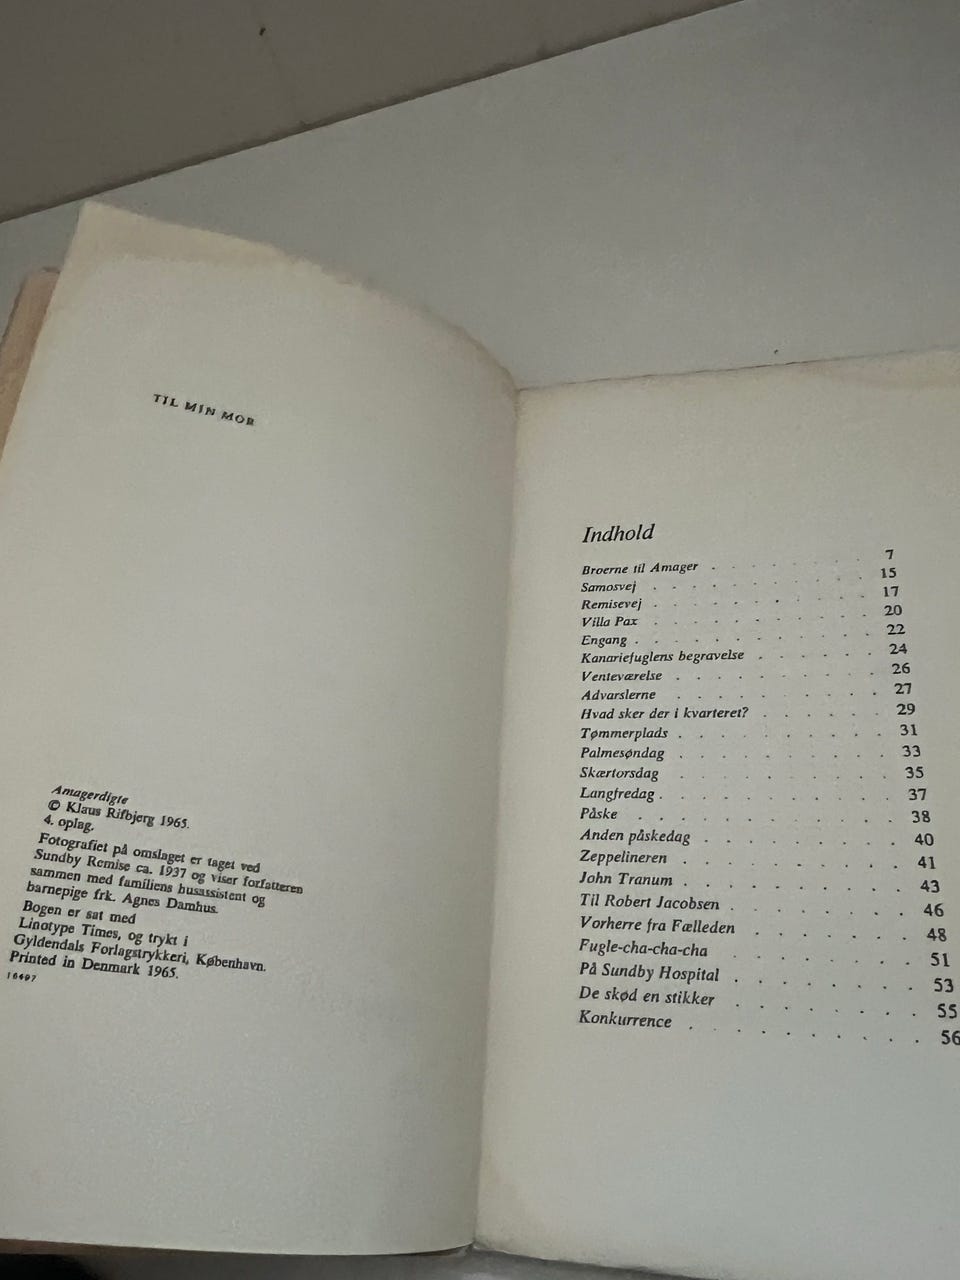 TIL MIN MOR
Amagerdigte
© Klaus Rifbjerg 1965.
4. oplag.
Fotografiet på omslaget er taget ved
Sundby Remise ca. 1937 og viser forfatteren
sammen med familiens husassistent og
barnepige frk. Agnes Damhus.
Bogen er sat med
Linotype Times, og trykt i
Gyldendals Forlagstrykkeri, København.
Printed in Denmark 1965.
16497
Indhold
Broerne til Amager . . . . . . 7
Samosvej . . . . . . . . . 15
Remisevej . . . . . . . . . 17
Villa Pax . . . . . . . . . 20
Engang . . . . . . . . . . 22
Kanariefuglens begravelse . . . . . . 24
Venteværelse . . . . . . . . 26
Advarslerne . . . . . . . . 27
Hvad sker der i kvarteret? . . . . . . 29
Tømmerplads . . . . . . . . 31
Palmesøndag . . . . . . . . 33
Skærtorsdag . . . . . . . . 35
Langfredag . . . . . . . . . 37
Påske . . . . . . . . . 38
Anden påskedag . . . . . . . 40
Zeppelineren . . . . . . . . 41
John Tranum . . . . . . . . 43
Til Robert Jacobsen . . . . . . . 46
Vorherre fra Fælleden . . . . . . 48
Fugle-cha-cha-cha . . . . . . . 51
På Sundby Hospital . . . . . . . 53
De skød en stikker . . . . . . . 55
Konkurrence . . . . . . . . 56